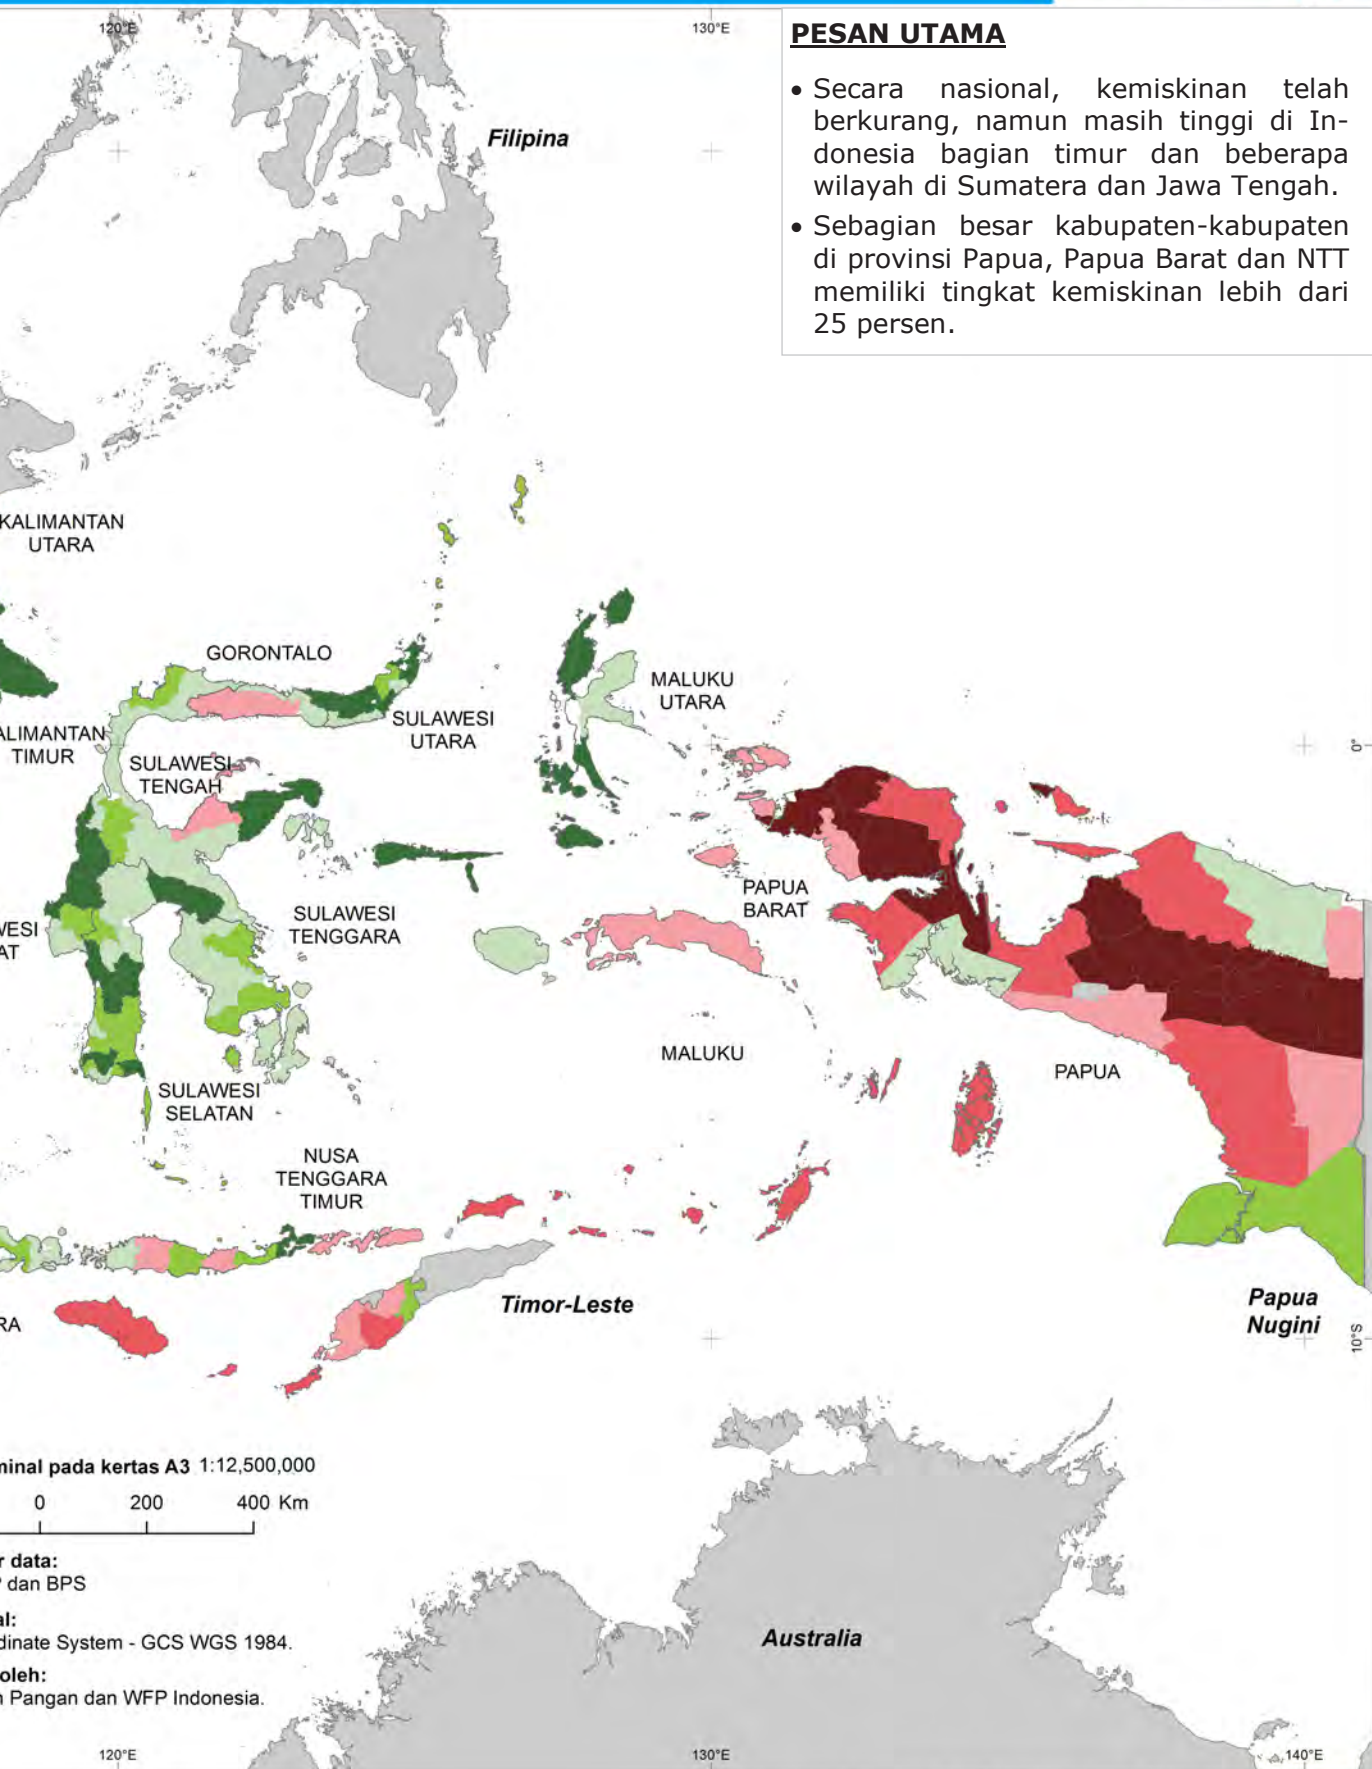 120°E
130°E
PESAN UTAMA
• Secara nasional, kemiskinan telah
berkurang, namun masih tinggi di In-
donesia bagian timur dan beberapa
wilayah di Sumatera dan Jawa Tengah.
• Sebagian besar kabupaten-kabupaten
di provinsi Papua, Papua Barat dan NTT
memiliki tingkat kemiskinan lebih dari
25 persen.
Filipina
KALIMANTAN
UTARA
GORONTALO
MALUKU
UTARA
SULAWESI
UTARA
ALIMANTAN
TIMUR
0°
SULAWESI
TENGAH
PAPUA
BARAT
SULAWESI
TENGGARA
WESI
AT
MALUKU
PAPUA
SULAWESI
SELATAN
NUSA
TENGGARA
TIMUR
Timor-Leste
Papua
Nugini
RA
10°S
minal pada kertas A3 1:12,500,000
0 200 400 Km
r data:
P dan BPS
al:
dinate System - GCS WGS 1984.
oleh:
n Pangan dan WFP Indonesia.
Australia
120°E
130°E
140°E